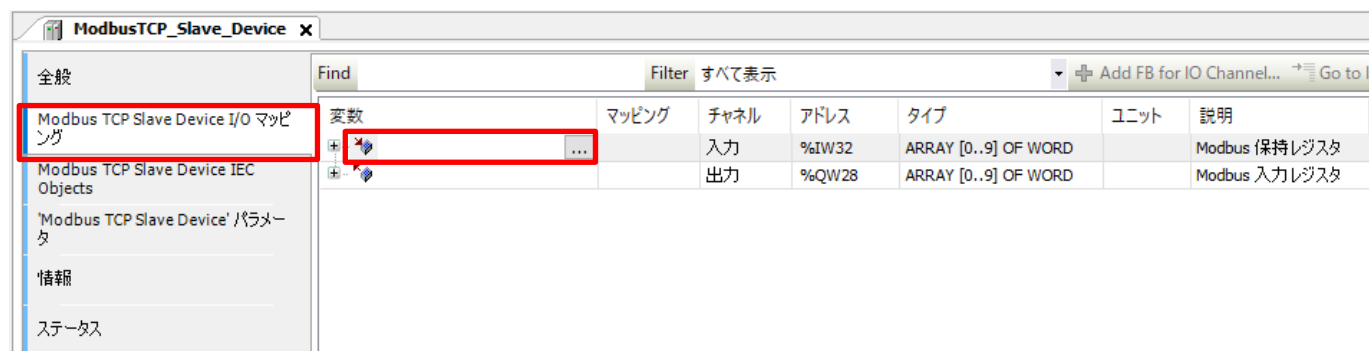 ModbusTCP_Slave_Device X
全般
Find
Filter すべて表示
Add FB for IO Channel...
Go to
Modbus TCP Slave Device I/O マッピ
ング
Modbus TCP Slave Device IEC
Objects
'Modbus TCP Slave Device' パラメー
タ
情報
ステータス
変数 マッピング チャネル アドレス タイプ ユニット 説明
... 入力 %IW32 ARRAY [0..9] OF WORD Modbus 保持レジスタ
出力 %QW28 ARRAY [0..9] OF WORD Modbus 入力レジスタ